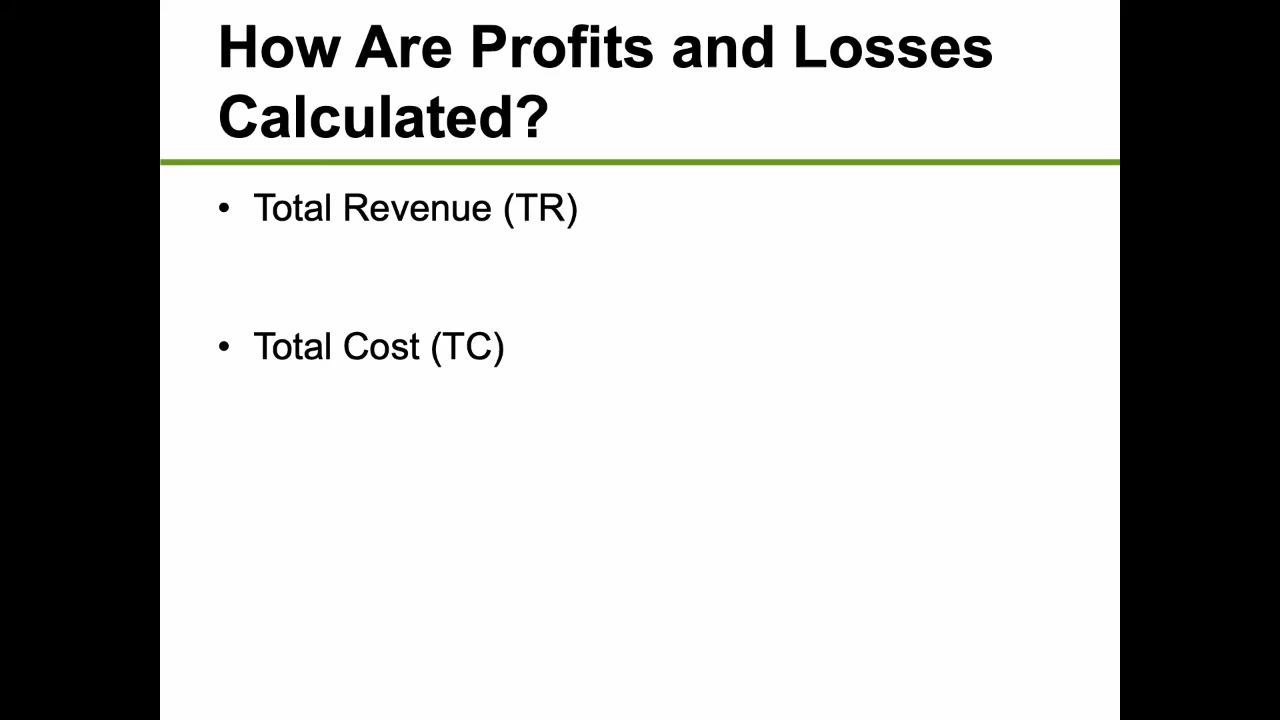 How Are Profits and Losses
Calculated?
• Total Revenue (TR)
• Total Cost (TC)